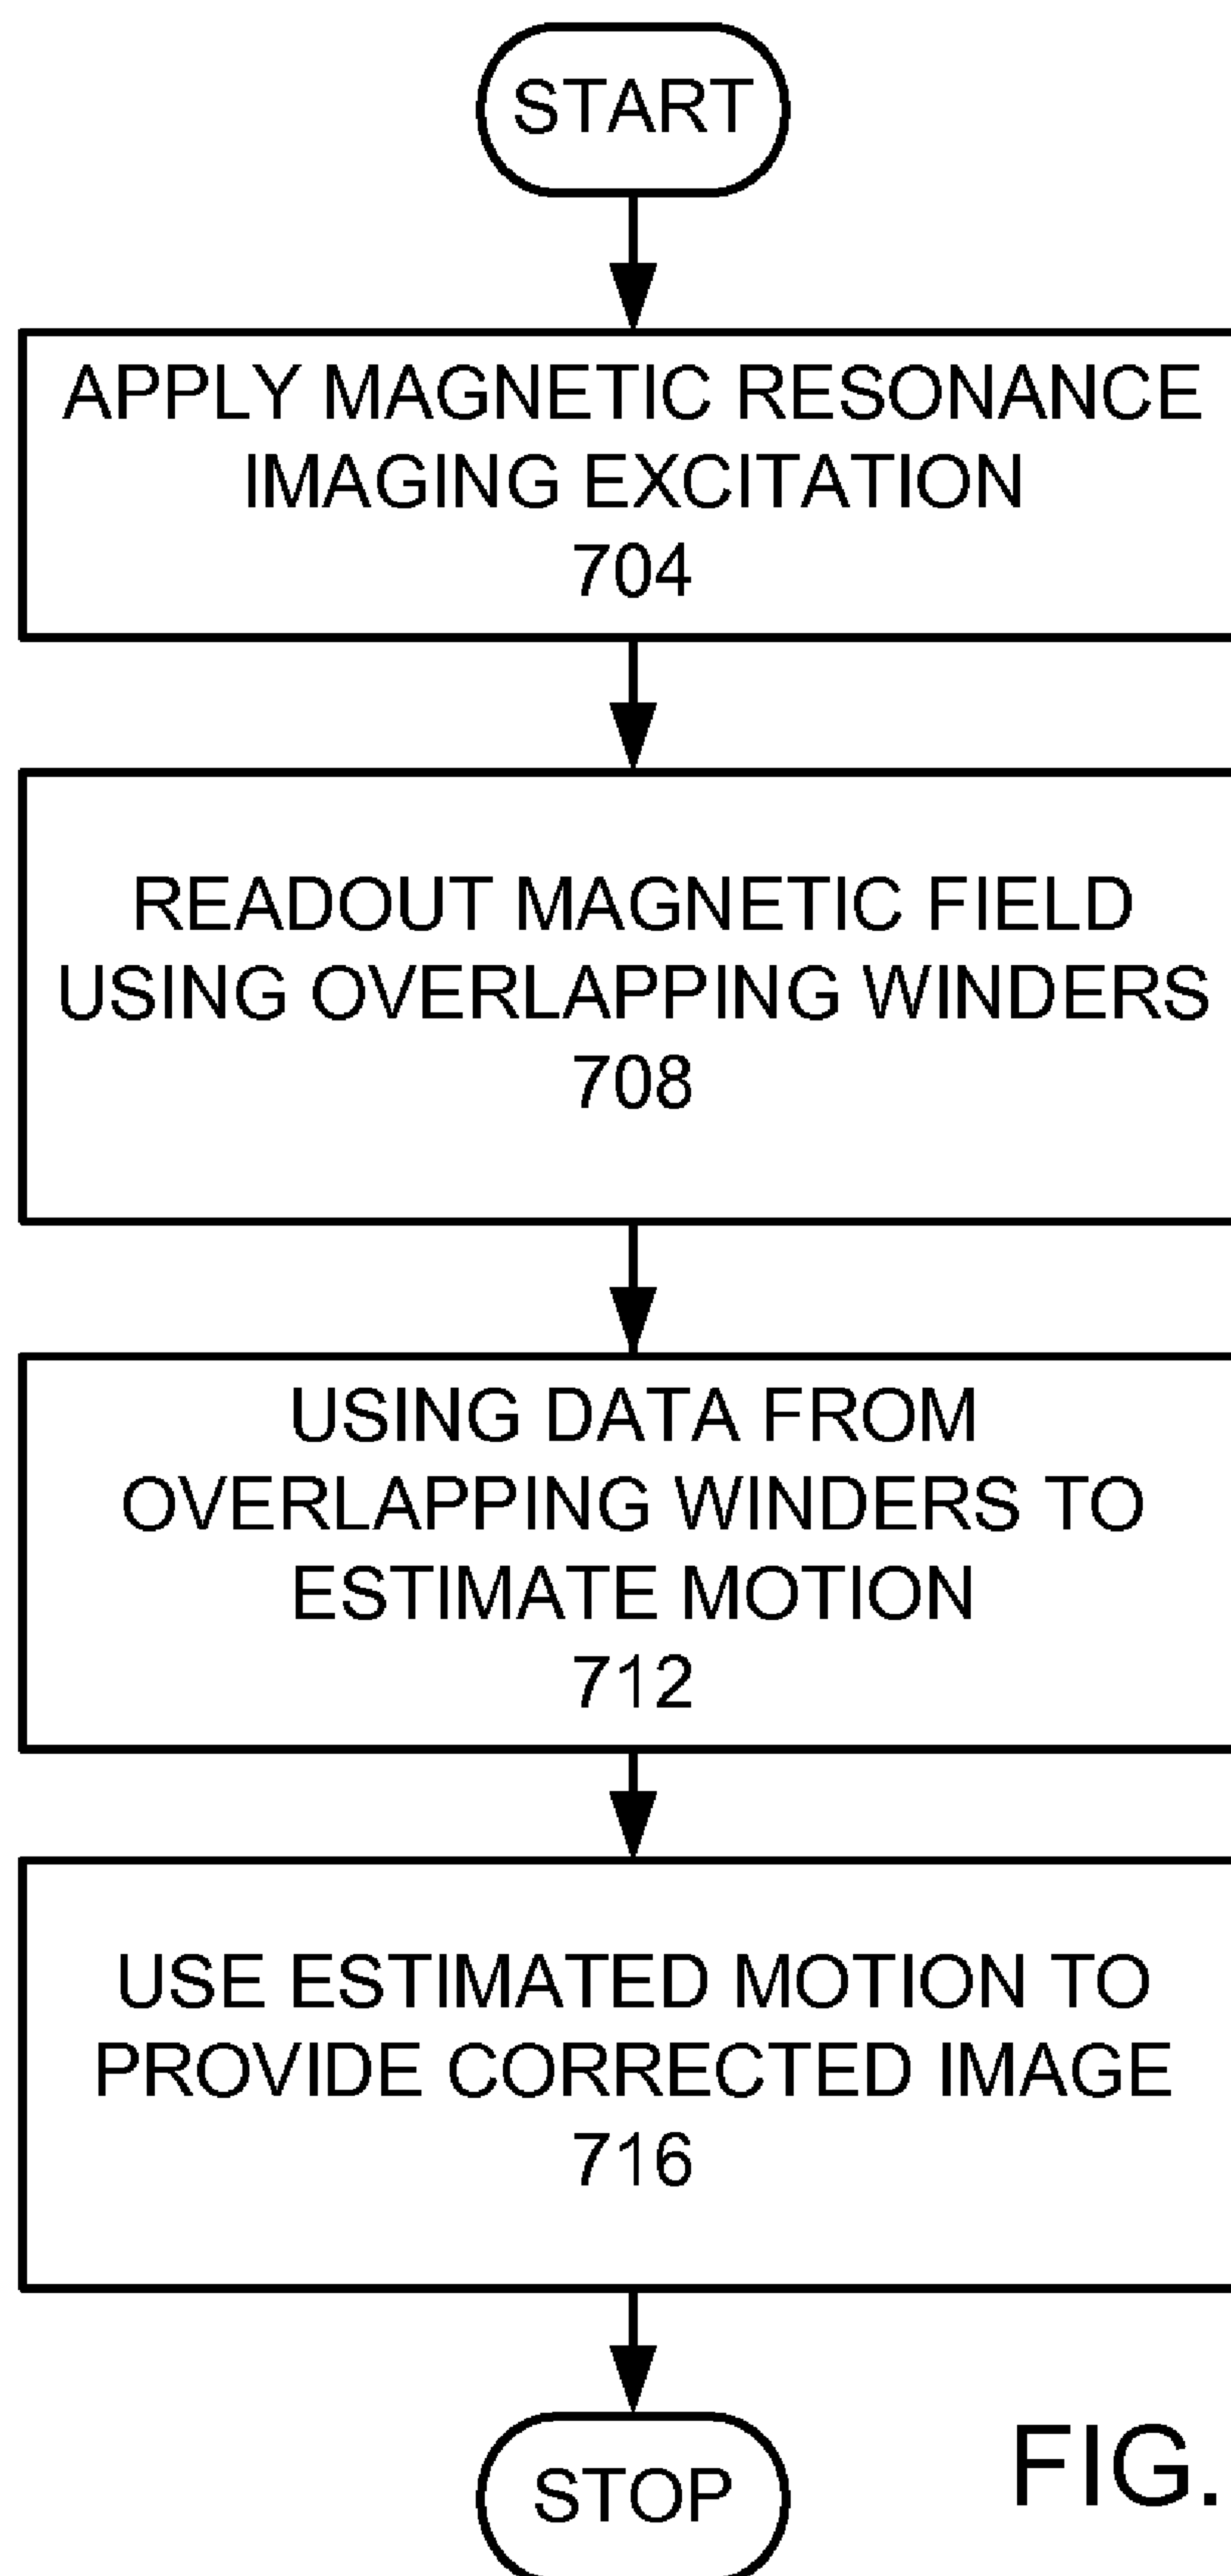 START
APPLY MAGNETIC RESONANCE
IMAGING EXCITATION
704
READOUT MAGNETIC FIELD
USING OVERLAPPING WINDERS
708
USING DATA FROM
OVERLAPPING WINDERS TO
ESTIMATE MOTION
712
USE ESTIMATED MOTION TO
PROVIDE CORRECTED IMAGE
716
STOP
FIG.